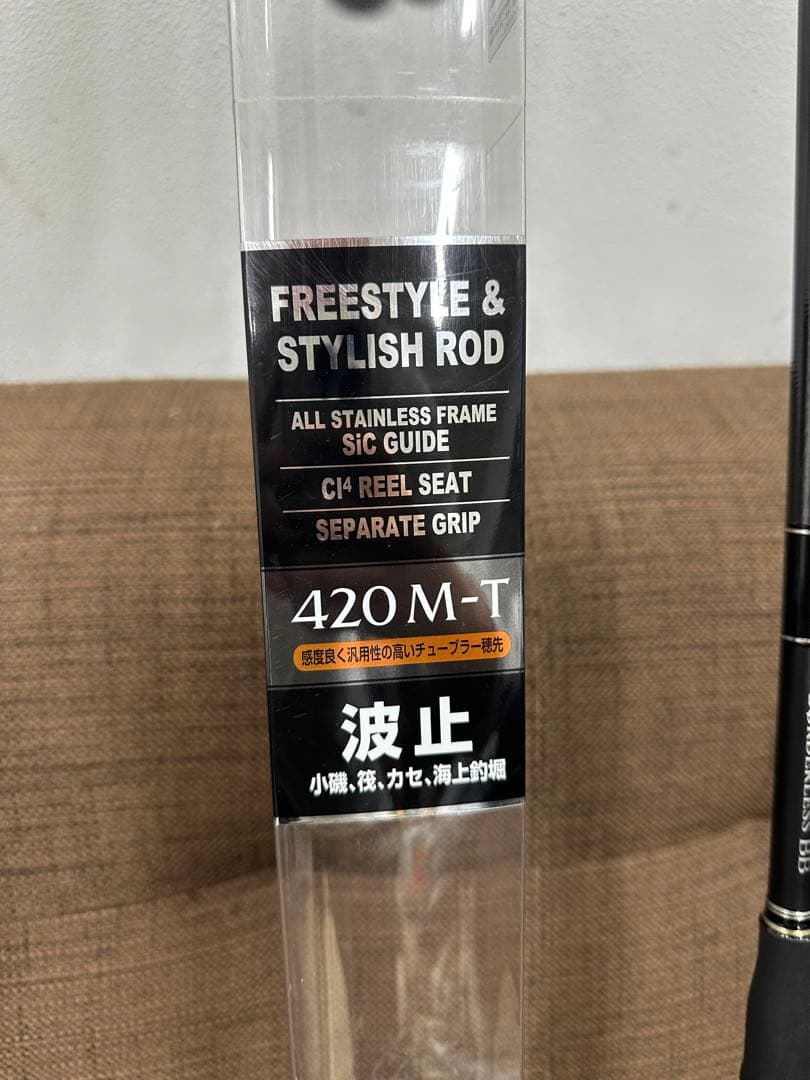 FREESTYLE &
STYLISH ROD
ALL STAINLESS FRAME
SiC GUIDE
CI4 REEL SEAT
SEPARATE GRIP
420 M-T
感度良く汎用性の高いチューブラー穂先
波止
小磯、筏、カセ、海上釣堀
BB